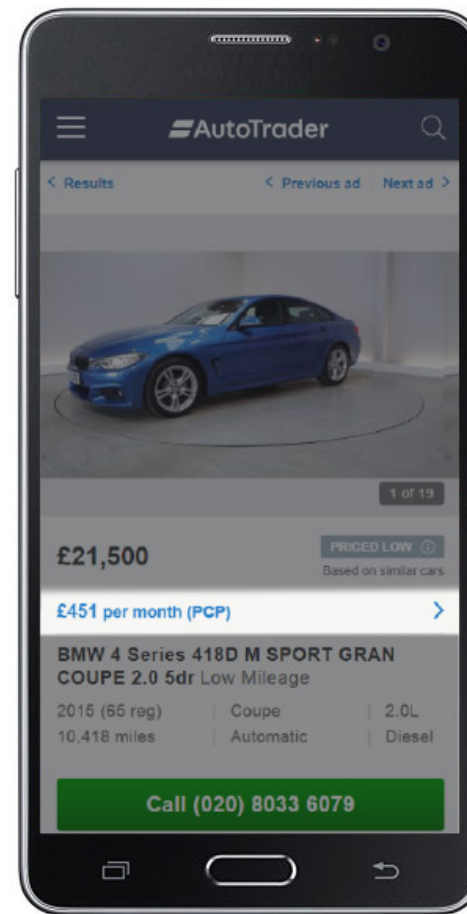 AutoTrader
< Results < Previous ad Next ad >
1 of 19
£21,500
PRICED LOW
Based on similar cars
£451 per month (PCP)
BMW 4 Series 418D M SPORT GRAN
COUPE 2.0 5dr Low Mileage
2015 (65 reg) Coupe 2.0L
10,418 miles Automatic Diesel
Call (020) 8033 6079